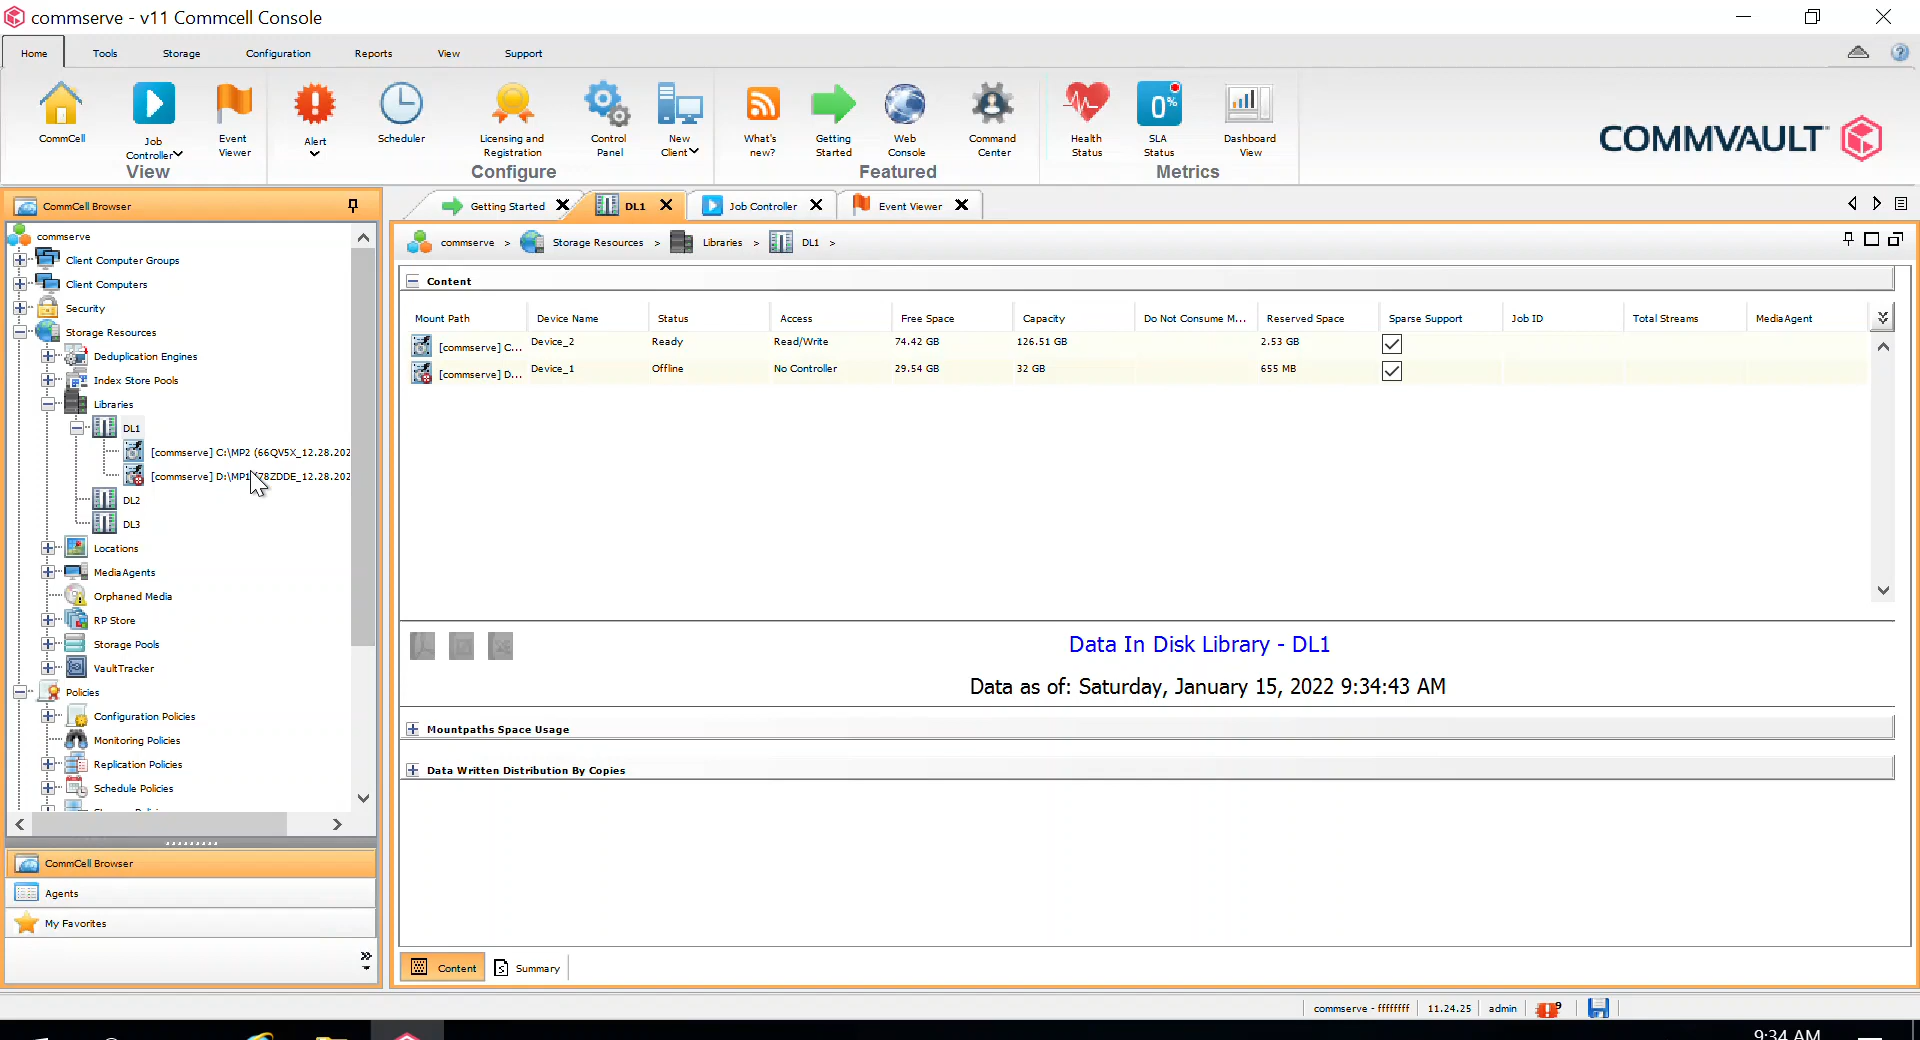 commserve - v11 Commcell Console
Home
Tools
Storage
Configuration
Reports
View
Support
CommCell
Job Controller
Event Viewer
View
Alert
Scheduler
Licensing and Registration
Control Panel
New Client
Configure
What's new?
Getting Started
Web Console
Command Center
Featured
Health Status
0%
SLA Status
Dashboard View
Metrics
COMMVAULT
CommCell Browser
commserve
Client Computer Groups
Client Computers
Security
Storage Resources
Deduplication Engines
Index Store Pools
Libraries
DL1
[commserve] C:\MP2 (66QV5X_12.28.202
[commserve] D:\MP1 78ZDDE_12.28.202
DL2
DL3
Locations
MediaAgents
Orphaned Media
RP Store
Storage Pools
VaultTracker
Policies
Configuration Policies
Monitoring Policies
Replication Policies
Schedule Policies
CommCell Browser
Agents
My Favorites
Getting Started
DL1
Job Controller
Event Viewer
commserve > Storage Resources > Libraries > DL1 >
Content
Mount Path Device Name Status Access Free Space Capacity Do Not Consume M... Reserved Space Sparse Support Job ID Total Streams MediaAgent
[commserve] C... Device_2 Ready Read/Write 74.42 GB 126.51 GB 2.53 GB
[commserve] D... Device_1 Offline No Controller 29.54 GB 32 GB 655 MB
Data In Disk Library - DL1
Data as of: Saturday, January 15, 2022 9:34:43 AM
Mountpaths Space Usage
Data Written Distribution By Copies
Content
Summary
commserve - ffffffff
11.24.25
admin
9
9:34 AM